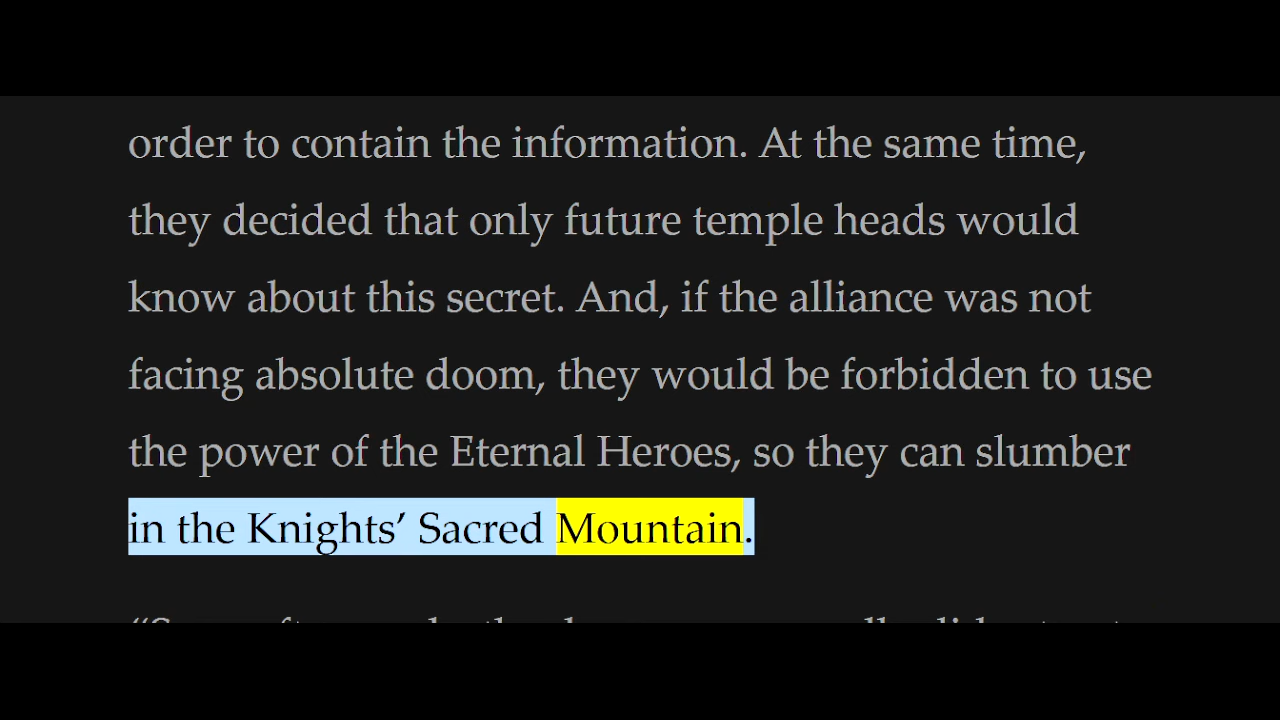 order to contain the information. At the same time,
they decided that only future temple heads would
know about this secret. And, if the alliance was not
facing absolute doom, they would be forbidden to use
the power of the Eternal Heroes, so they can slumber
in the Knights’ Sacred Mountain.